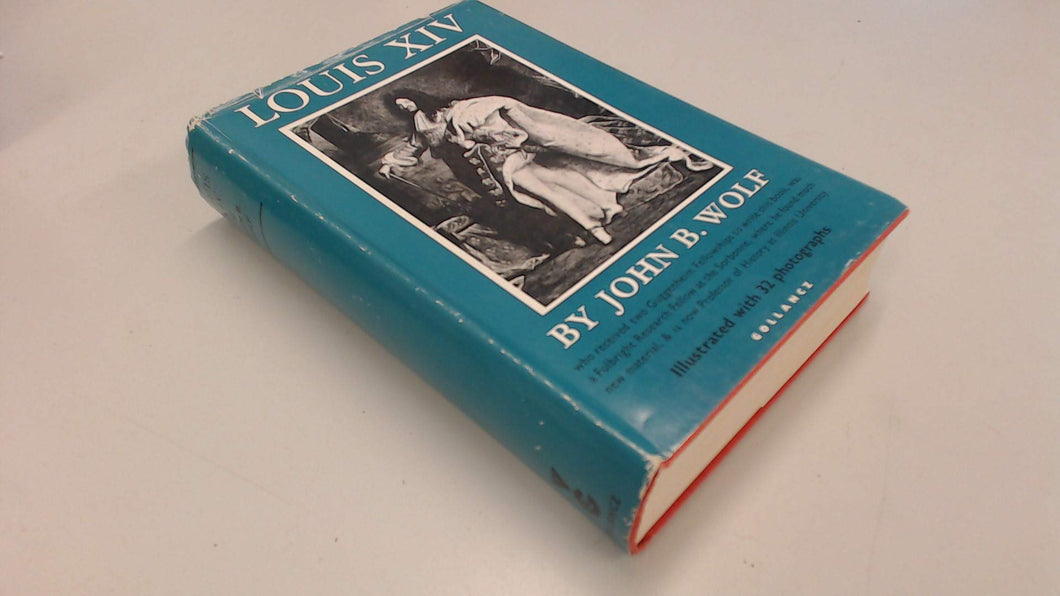 LOUIS XIV
BY JOHN B. WOLF
who received two Guggenheim Fellowships to write this book, was
a Fulbright Research Fellow at the Sorbonne, where he found much
new material, & is now Professor of History at Illinois University
Illustrated with 32 photographs
GOLLANCZ